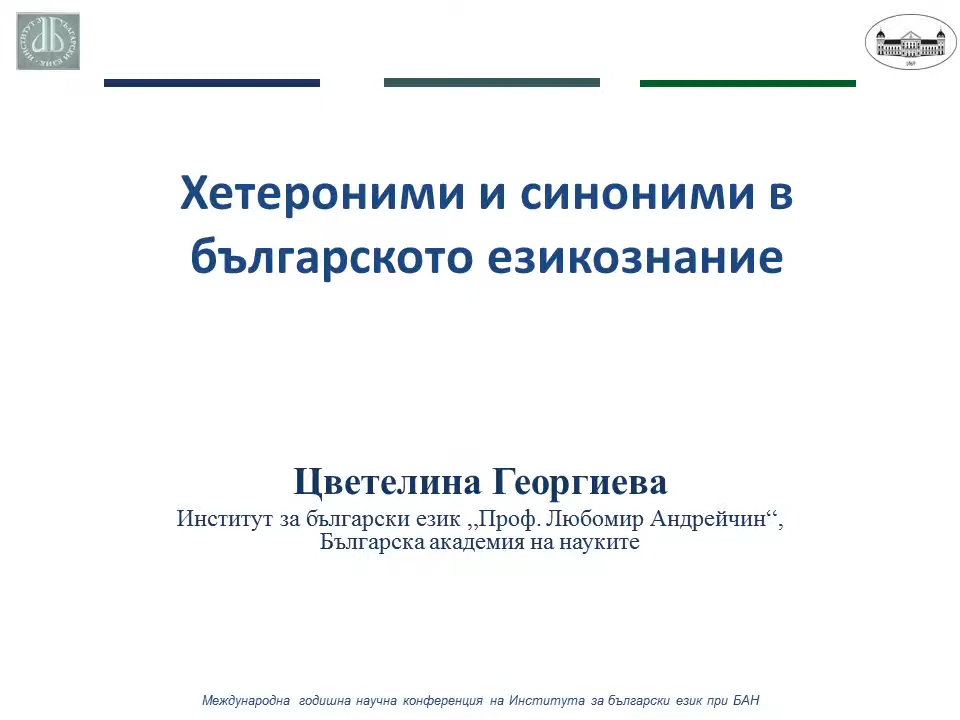 Хетероними и синоними в
българското езикознание
Цветелина Георгиева
Институт за български език „Проф. Любомир Андрейчин“,
Българска академия на науките
Международна годишна научна конференция на Института за български език при БАН